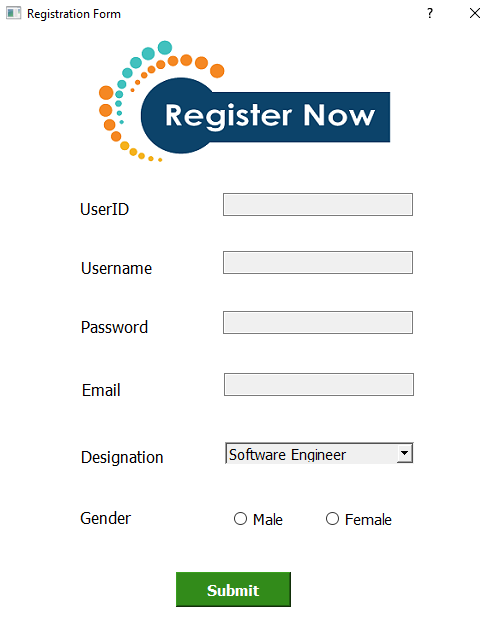 Registration Form
?
Register Now
UserID
Username
Password
Email
Designation Software Engineer
Gender Male Female
Submit